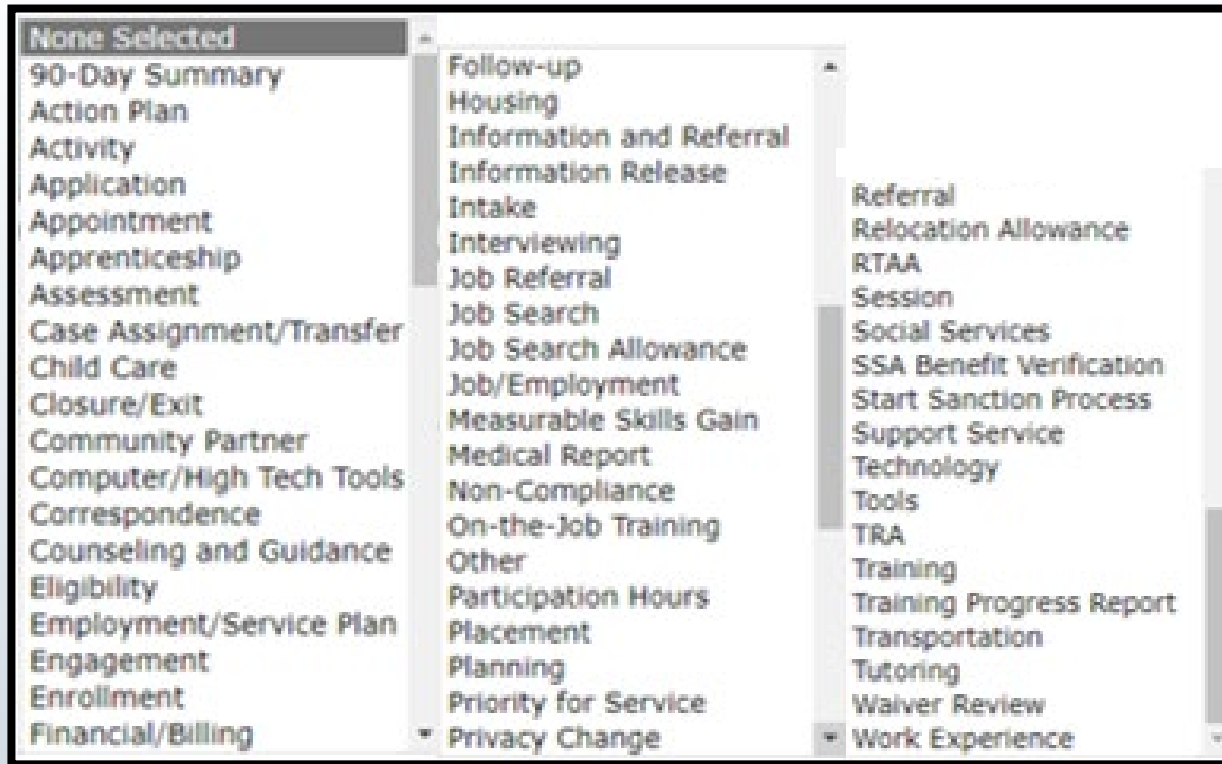 None Selected
90-Day Summary
Action Plan
Activity
Application
Appointment
Apprenticeship
Assessment
Case Assignment/Transfer
Child Care
Closure/Exit
Community Partner
Computer/High Tech Tools
Correspondence
Counseling and Guidance
Eligibility
Employment/Service Plan
Engagement
Enrollment
Financial/Billing
Follow-up
Housing
Information and Referral
Information Release
Intake
Interviewing
Job Referral
Job Search
Job Search Allowance
Job/Employment
Measurable Skills Gain
Medical Report
Non-Compliance
On-the-Job Training
Other
Participation Hours
Placement
Planning
Priority for Service
Privacy Change
Referral
Relocation Allowance
RTAA
Session
Social Services
SSA Benefit Verification
Start Sanction Process
Support Service
Technology
Tools
TRA
Training
Training Progress Report
Transportation
Tutoring
Waiver Review
Work Experience